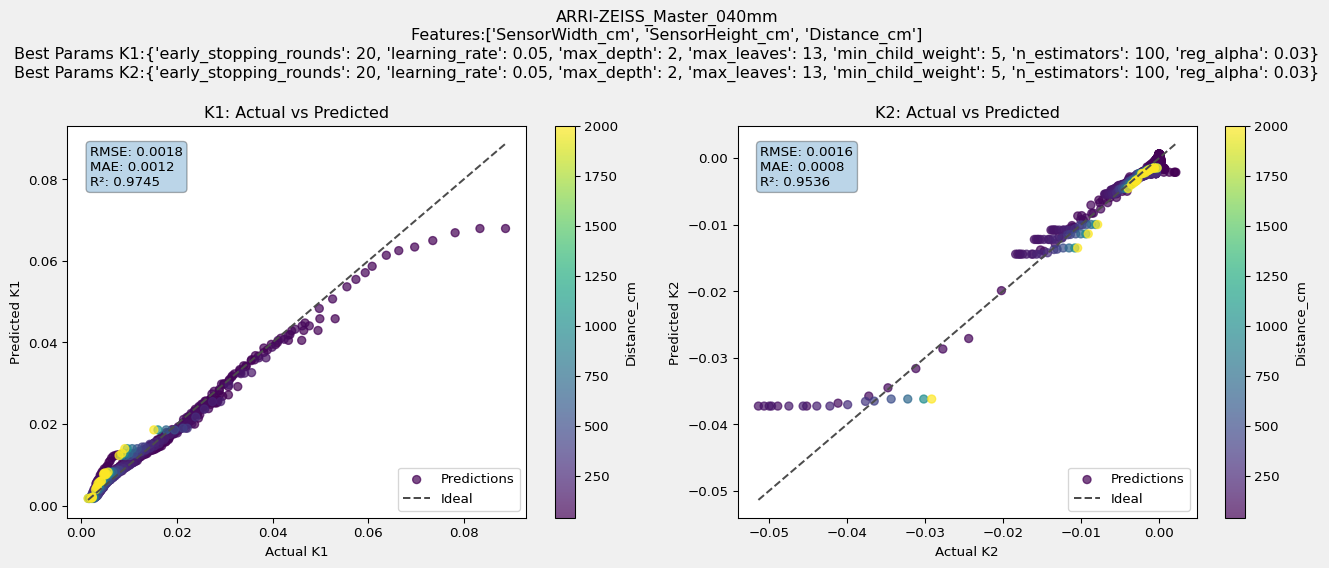 ARRI-ZEISS_Master_040mm
Features:['SensorWidth_cm', 'SensorHeight_cm', 'Distance_cm']
Best Params K1:{'early_stopping_rounds': 20, 'learning_rate': 0.05, 'max_depth': 2, 'max_leaves': 13, 'min_child_weight': 5, 'n_estimators': 100, 'reg_alpha': 0.03}
Best Params K2:{'early_stopping_rounds': 20, 'learning_rate': 0.05, 'max_depth': 2, 'max_leaves': 13, 'min_child_weight': 5, 'n_estimators': 100, 'reg_alpha': 0.03}
K1: Actual vs Predicted
RMSE: 0.0018
MAE: 0.0012
R²: 0.9745
Predicted K1
0.08
0.06
0.04
0.02
0.00
0.00 0.02 0.04 0.06 0.08
Actual K1
Predictions
Ideal
2000
1750
1500
1250
1000
750
500
250
Distance_cm
K2: Actual vs Predicted
RMSE: 0.0016
MAE: 0.0008
R²: 0.9536
Predicted K2
0.00
−0.01
−0.02
−0.03
−0.04
−0.05
−0.05 −0.04 −0.03 −0.02 −0.01 0.00
Actual K2
Predictions
Ideal
2000
1750
1500
1250
1000
750
500
250
Distance_cm